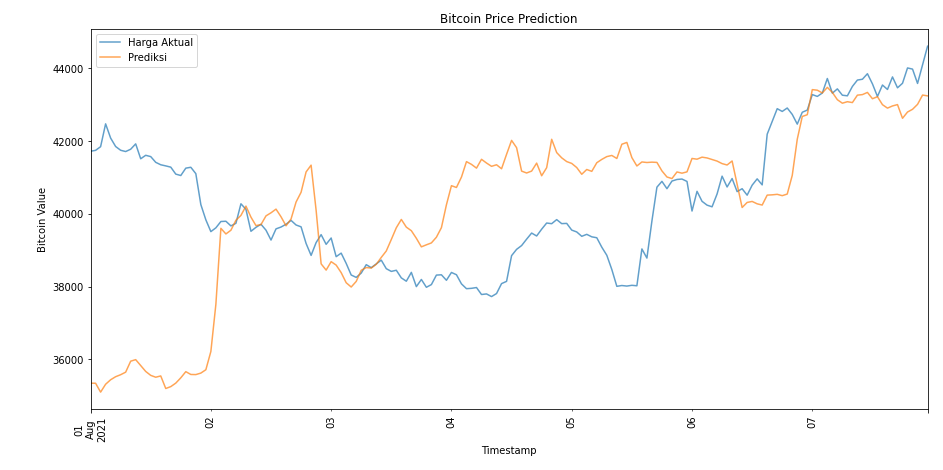 Bitcoin Price Prediction
Harga Aktual
Prediksi
44000
42000
40000
38000
36000
Bitcoin Value
01
Aug
2021
02
03
04
05
06
07
Timestamp